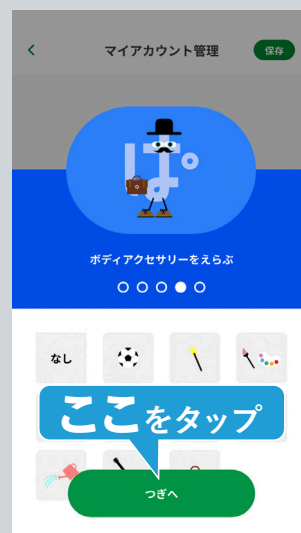 マイアカウント管理
保存
ぱ
ボディアクセサリーをえらぶ
なし
ここをタップ
つぎへ